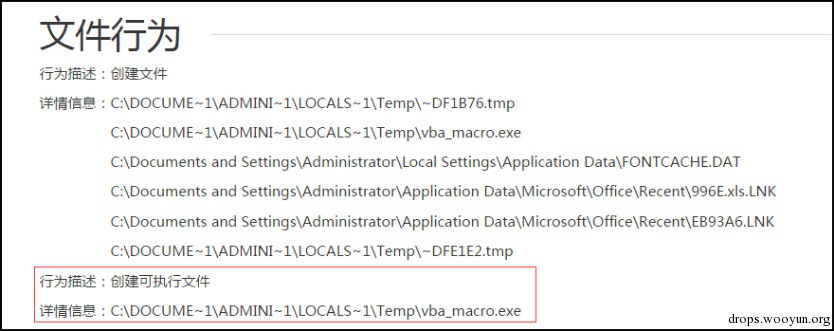 文件行为
行为描述：创建文件
详情信息：C:\DOCUME~1\ADMINI~1\LOCALS~1\Temp\~DF1B76.tmp
C:\DOCUME~1\ADMINI~1\LOCALS~1\Temp\vba_macro.exe
C:\Documents and Settings\Administrator\Local Settings\Application Data\FONTCACHE.DAT
C:\Documents and Settings\Administrator\Application Data\Microsoft\Office\Recent\996E.xls.LNK
C:\Documents and Settings\Administrator\Application Data\Microsoft\Office\Recent\EB93A6.LNK
C:\DOCUME~1\ADMINI~1\LOCALS~1\Temp\~DFE1E2.tmp
行为描述：创建可执行文件
详情信息：C:\DOCUME~1\ADMINI~1\LOCALS~1\Temp\vba_macro.exe
drops.wooyun.org